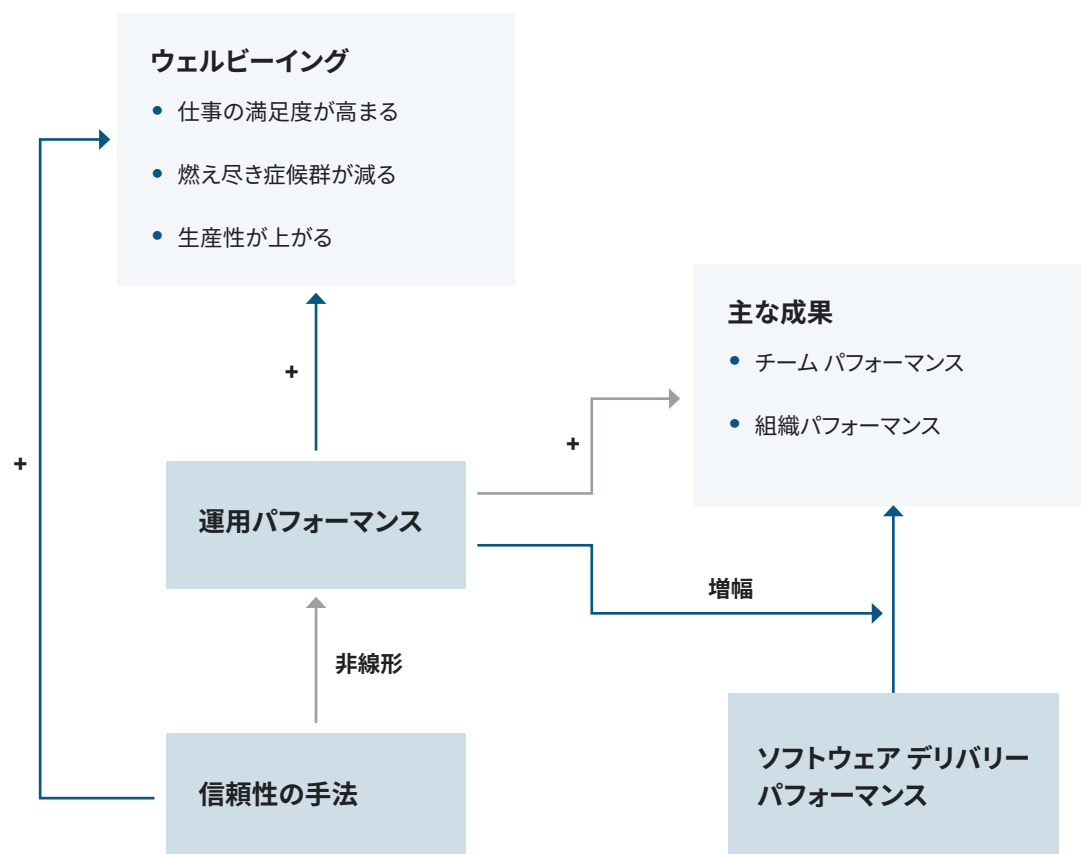 ウェルビーイング
仕事の満足度が高まる
燃え尽き症候群が減る
生産性が上がる
主な成果
チーム パフォーマンス
組織パフォーマンス
+
+
+
運用パフォーマンス
増幅
非線形
信頼性の手法
ソフトウェア デリバリー
パフォーマンス